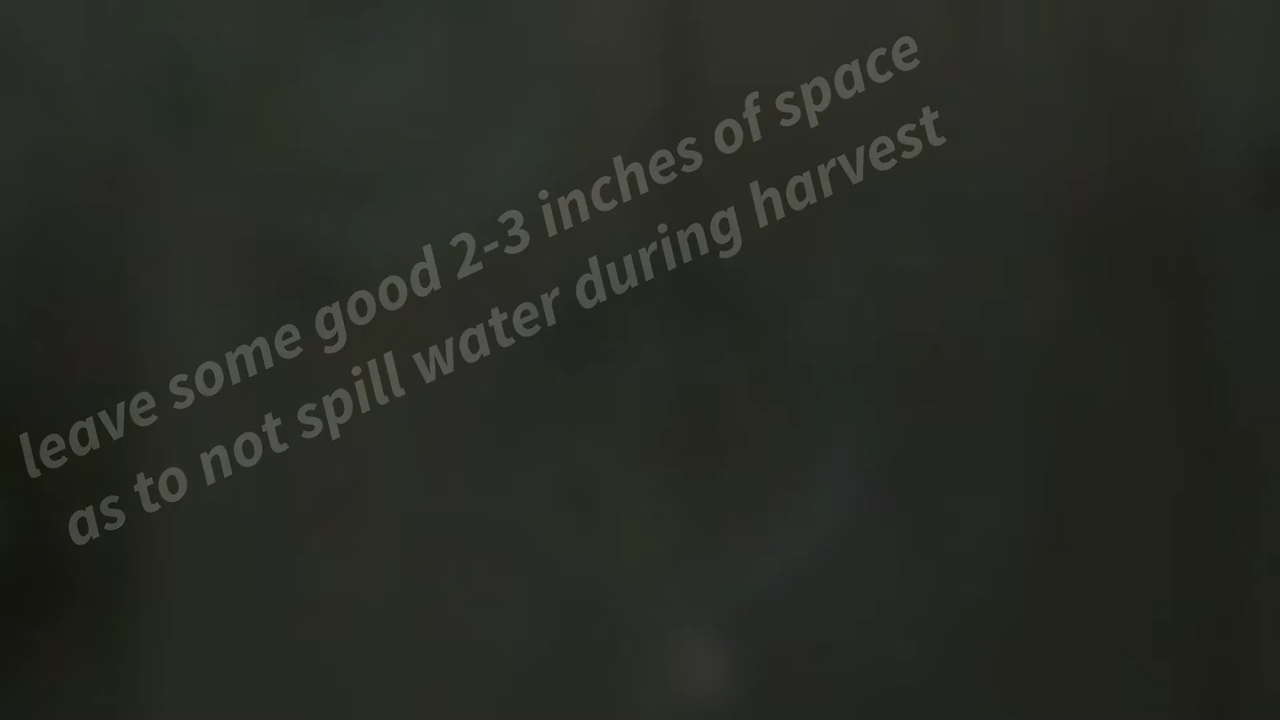 leave some good 2-3 inches of space
as to not spill water during harvest